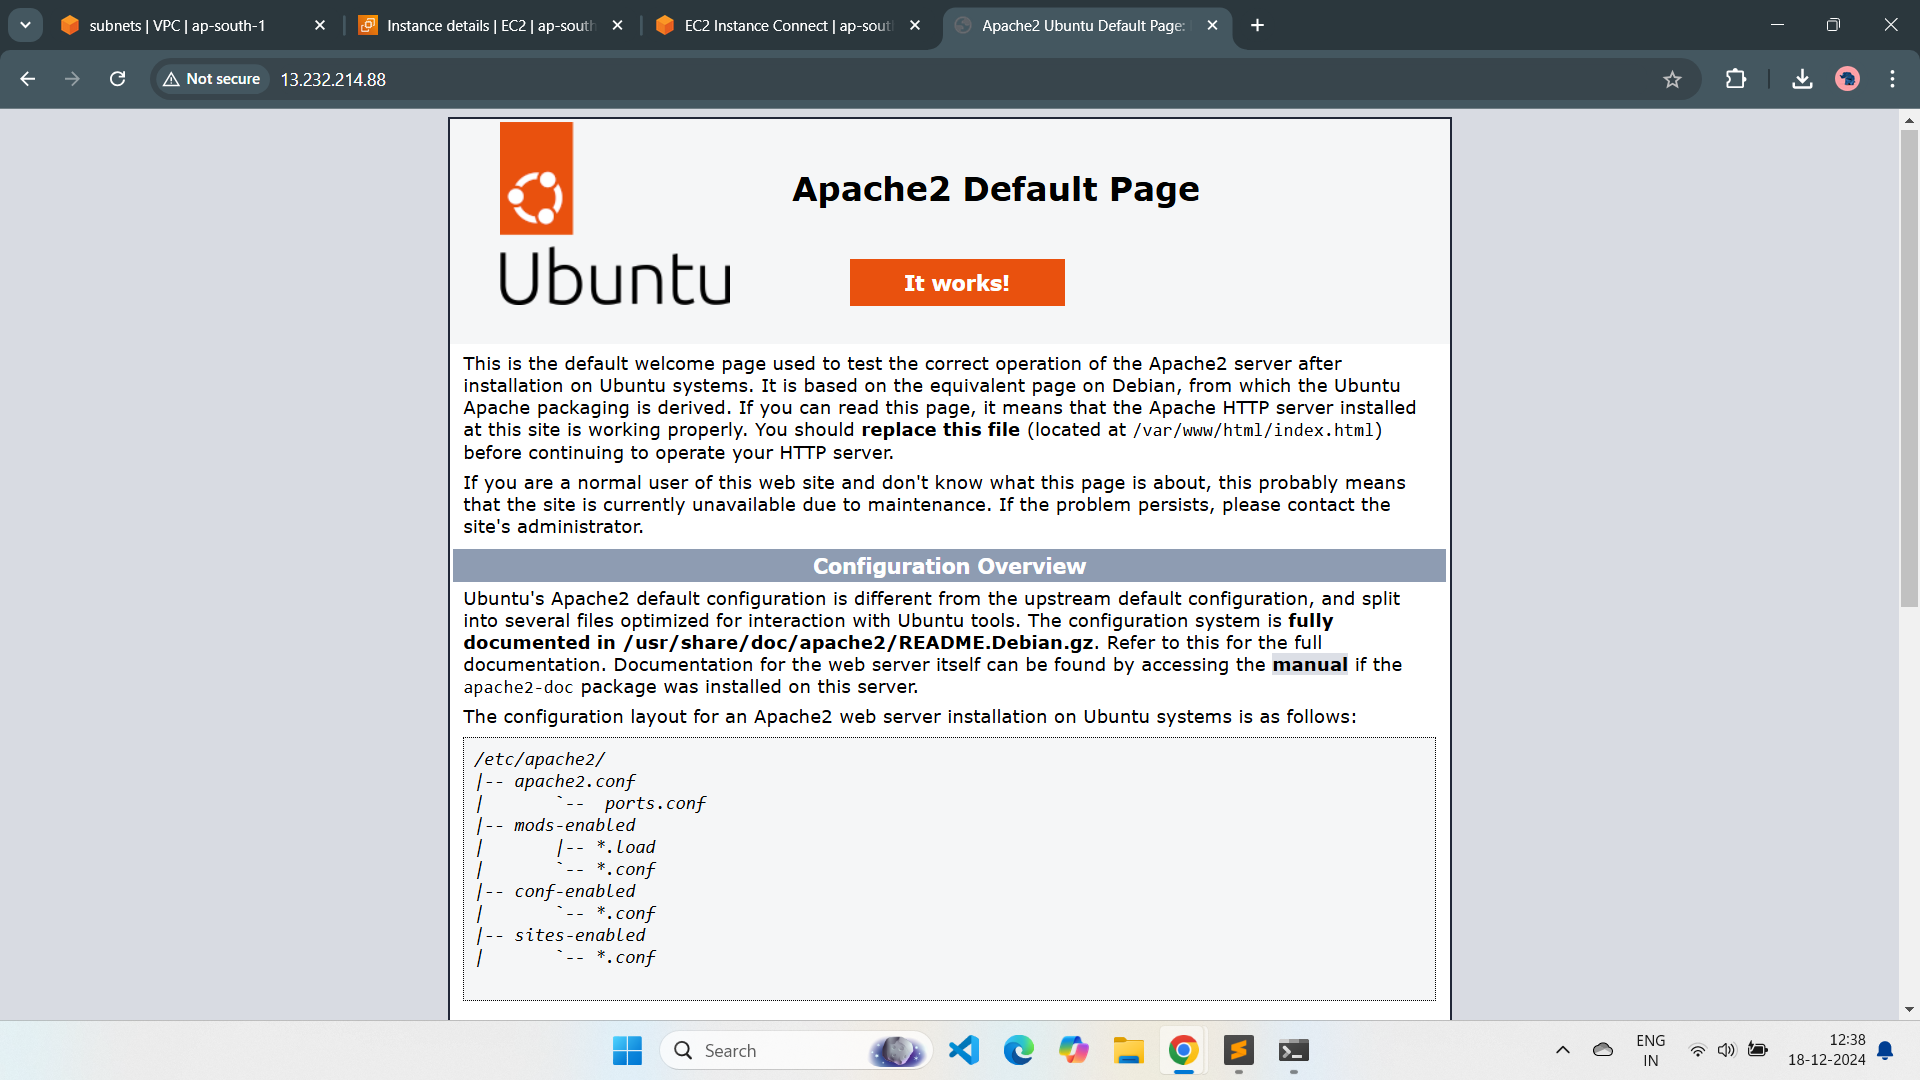 subnets | VPC | ap-south-1
Instance details | EC2 | ap-south
EC2 Instance Connect | ap-sout
Apache2 Ubuntu Default Page:
Not secure
13.232.214.88
Ubuntu
Apache2 Default Page
It works!
This is the default welcome page used to test the correct operation of the Apache2 server after
installation on Ubuntu systems. It is based on the equivalent page on Debian, from which the Ubuntu
Apache packaging is derived. If you can read this page, it means that the Apache HTTP server installed
at this site is working properly. You should replace this file (located at /var/www/html/index.html)
before continuing to operate your HTTP server.
If you are a normal user of this web site and don't know what this page is about, this probably means
that the site is currently unavailable due to maintenance. If the problem persists, please contact the
site's administrator.
Configuration Overview
Ubuntu's Apache2 default configuration is different from the upstream default configuration, and split
into several files optimized for interaction with Ubuntu tools. The configuration system is fully
documented in /usr/share/doc/apache2/README.Debian.gz. Refer to this for the full
documentation. Documentation for the web server itself can be found by accessing the manual if the
apache2-doc package was installed on this server.
The configuration layout for an Apache2 web server installation on Ubuntu systems is as follows:
/etc/apache2/
|-- apache2.conf
|       `--  ports.conf
|-- mods-enabled
|       |-- *.load
|       `-- *.conf
|-- conf-enabled
|       `-- *.conf
|-- sites-enabled
|       `-- *.conf
Search
ENG
IN
12:38
18-12-2024